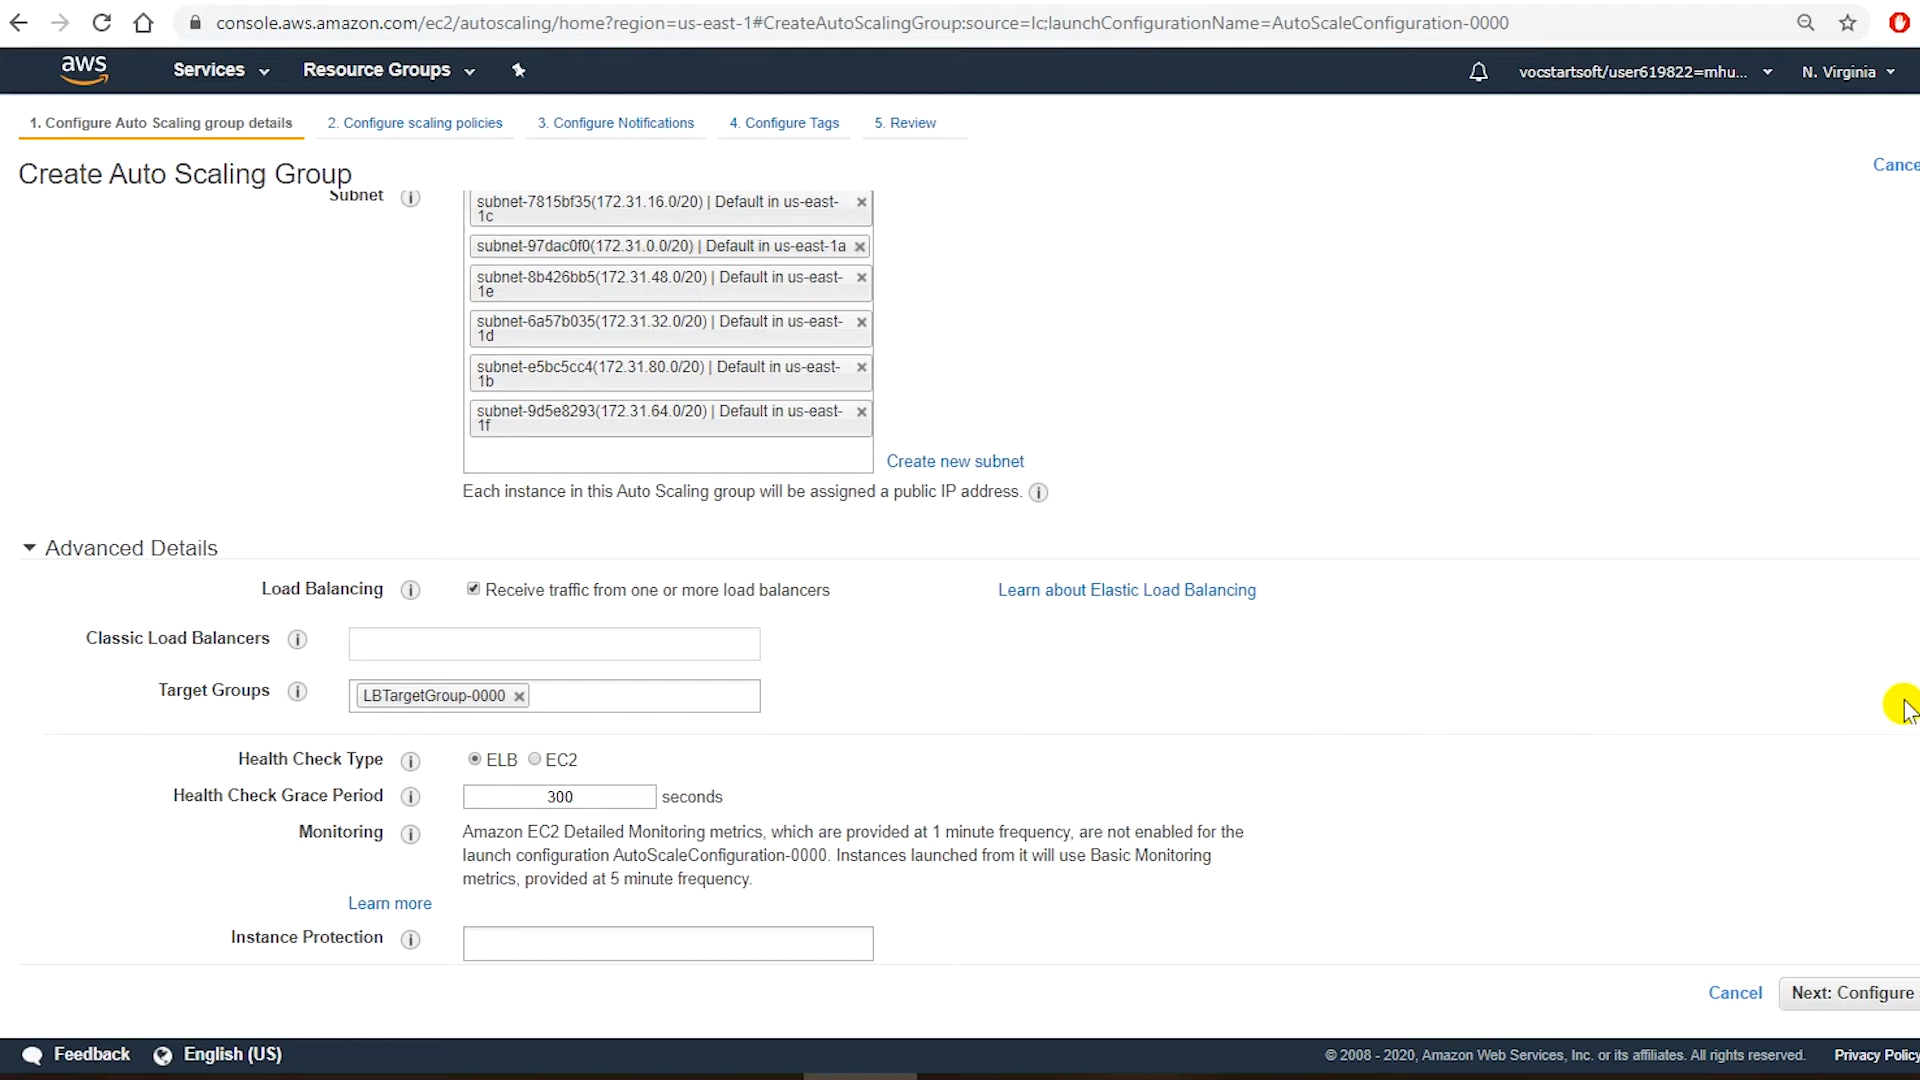 console.aws.amazon.com/ec2/autoscaling/home?region=us-east-1#CreateAutoScalingGroup:source=lc;launchConfigurationName=AutoScaleConfiguration-0000
aws
Services
Resource Groups
vocstartsoft/user619822=mhu...
N. Virginia
1. Configure Auto Scaling group details
2. Configure scaling policies
3. Configure Notifications
4. Configure Tags
5. Review
Create Auto Scaling Group
Cance
Subnet
subnet-7815bf35(172.31.16.0/20) | Default in us-east-
1c
subnet-97dac0f0(172.31.0.0/20) | Default in us-east-1a
subnet-8b426bb5(172.31.48.0/20) | Default in us-east-
1e
subnet-6a57b035(172.31.32.0/20) | Default in us-east-
1d
subnet-e5bc5cc4(172.31.80.0/20) | Default in us-east-
1b
subnet-9d5e8293(172.31.64.0/20) | Default in us-east-
1f
Create new subnet
Each instance in this Auto Scaling group will be assigned a public IP address.
Advanced Details
Load Balancing
Receive traffic from one or more load balancers
Learn about Elastic Load Balancing
Classic Load Balancers
Target Groups
LBTargetGroup-0000
Health Check Type
ELB
EC2
Health Check Grace Period
300
seconds
Monitoring
Amazon EC2 Detailed Monitoring metrics, which are provided at 1 minute frequency, are not enabled for the
launch configuration AutoScaleConfiguration-0000. Instances launched from it will use Basic Monitoring
metrics, provided at 5 minute frequency.
Learn more
Instance Protection
Cancel
Next: Configure
Feedback
English (US)
© 2008 - 2020, Amazon Web Services, Inc. or its affiliates. All rights reserved.
Privacy Policy